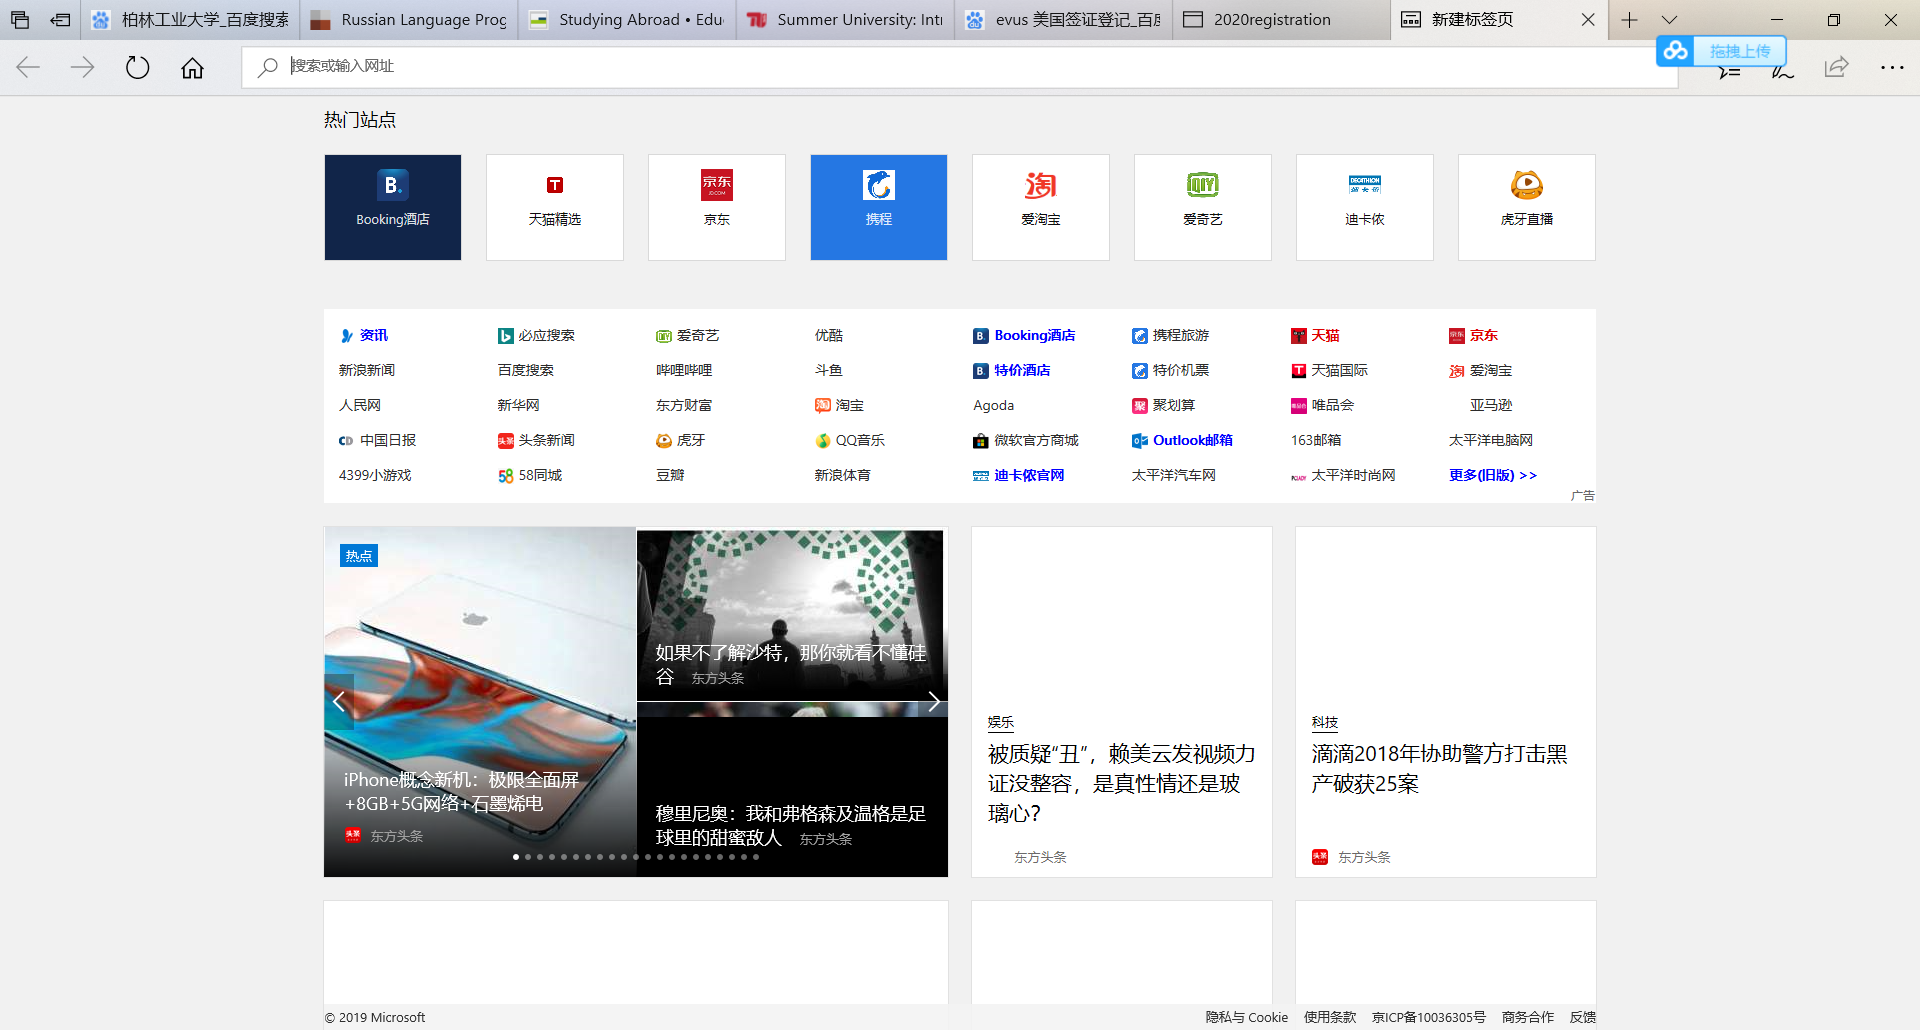 柏林工业大学_百度搜索
Russian Language Prog
Studying Abroad • Edu
Summer University: Int
evus 美国签证登记_百度
2020registration
新建标签页
搜索或输入网址
拖拽上传
热门站点
Booking酒店
天猫精选
京东
携程
爱淘宝
爱奇艺
迪卡侬
虎牙直播
资讯 必应搜索 爱奇艺 优酷 Booking酒店 携程旅游 天猫 京东
新浪新闻 百度搜索 哔哩哔哩 斗鱼 特价酒店 特价机票 天猫国际 爱淘宝
人民网 新华网 东方财富 淘宝 Agoda 聚划算 唯品会 亚马逊
中国日报 头条新闻 虎牙 QQ音乐 微软官方商城 Outlook邮箱 163邮箱 太平洋电脑网
4399小游戏 58同城 豆瓣 新浪体育 迪卡侬官网 太平洋汽车网 太平洋时尚网 更多(旧版) >>
广告
热点
iPhone概念新机：极限全面屏
+8GB+5G网络+石墨烯电
东方头条
如果不了解沙特，那你就看不懂硅
谷 东方头条
穆里尼奥：我和弗格森及温格是足
球里的甜蜜敌人 东方头条
娱乐
被质疑“丑”，赖美云发视频力
证没整容，是真性情还是玻
璃心？
东方头条
科技
滴滴2018年协助警方打击黑
产破获25案
东方头条
© 2019 Microsoft
隐私与 Cookie 使用条款 京ICP备10036305号 商务合作 反馈